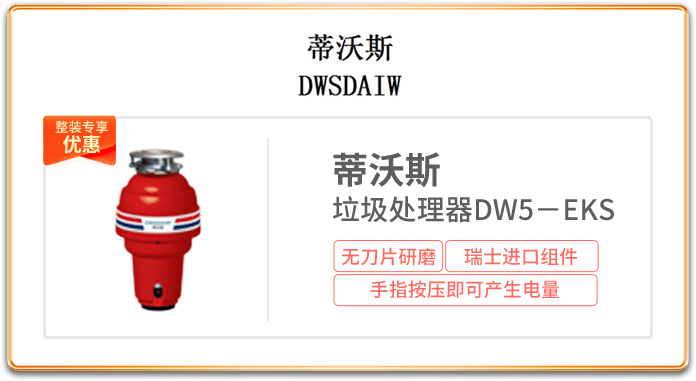 蒂沃斯
DWSDAIW
整装专享
优惠
蒂沃斯
垃圾处理器DW5－EKS
无刀片研磨
瑞士进口组件
手指按压即可产生电量